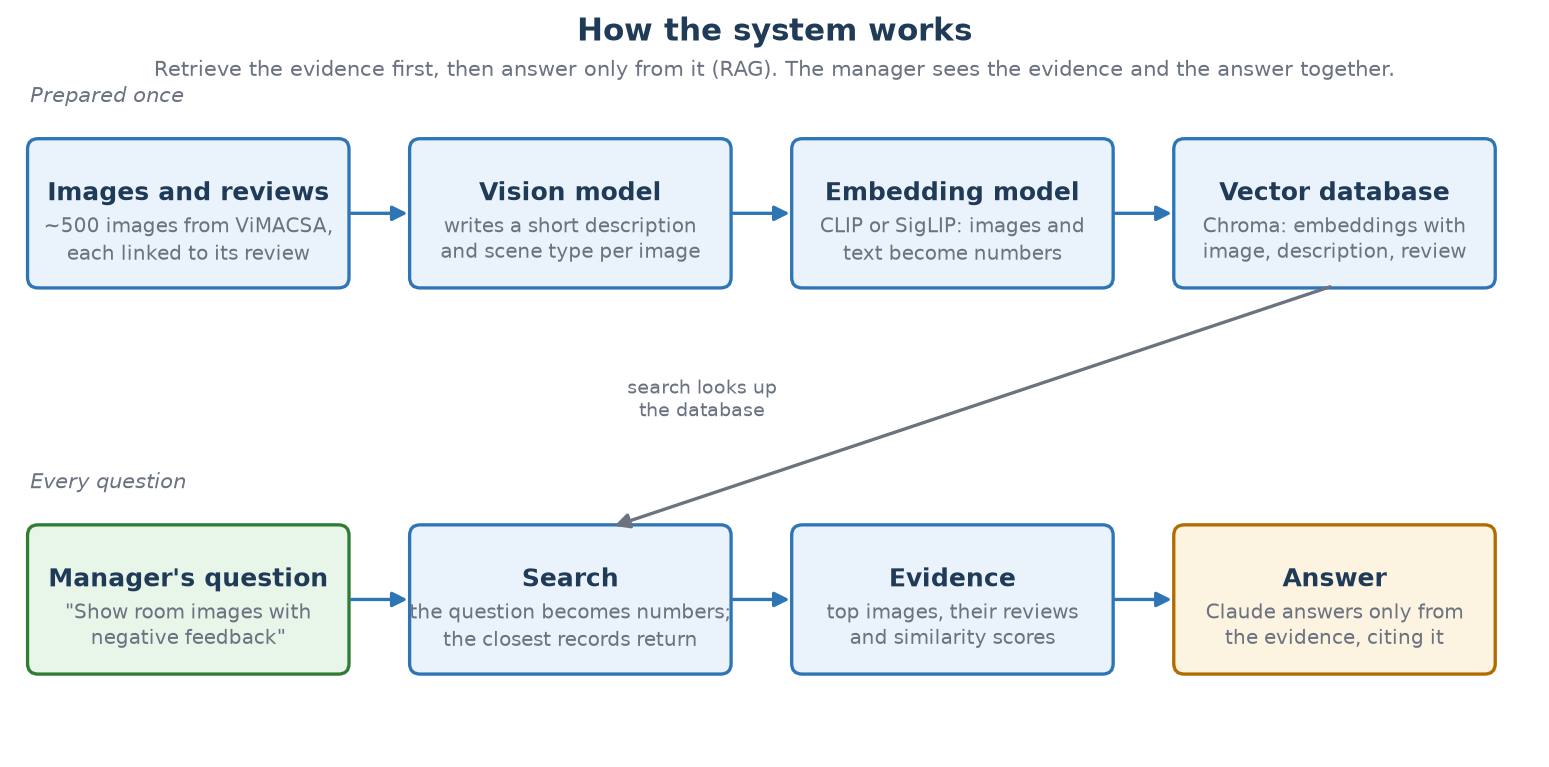 How the system works
Retrieve the evidence first, then answer only from it (RAG). The manager sees the evidence and the answer together.
Prepared once
Images and reviews
~500 images from ViMACSA,
each linked to its review
Vision model
writes a short description
and scene type per image
Embedding model
CLIP or SigLIP: images and
text become numbers
Vector database
Chroma: embeddings with
image, description, review
search looks up
the database
Every question
Manager's question
"Show room images with
negative feedback"
Search
the question becomes numbers;
the closest records return
Evidence
top images, their reviews
and similarity scores
Answer
Claude answers only from
the evidence, citing it